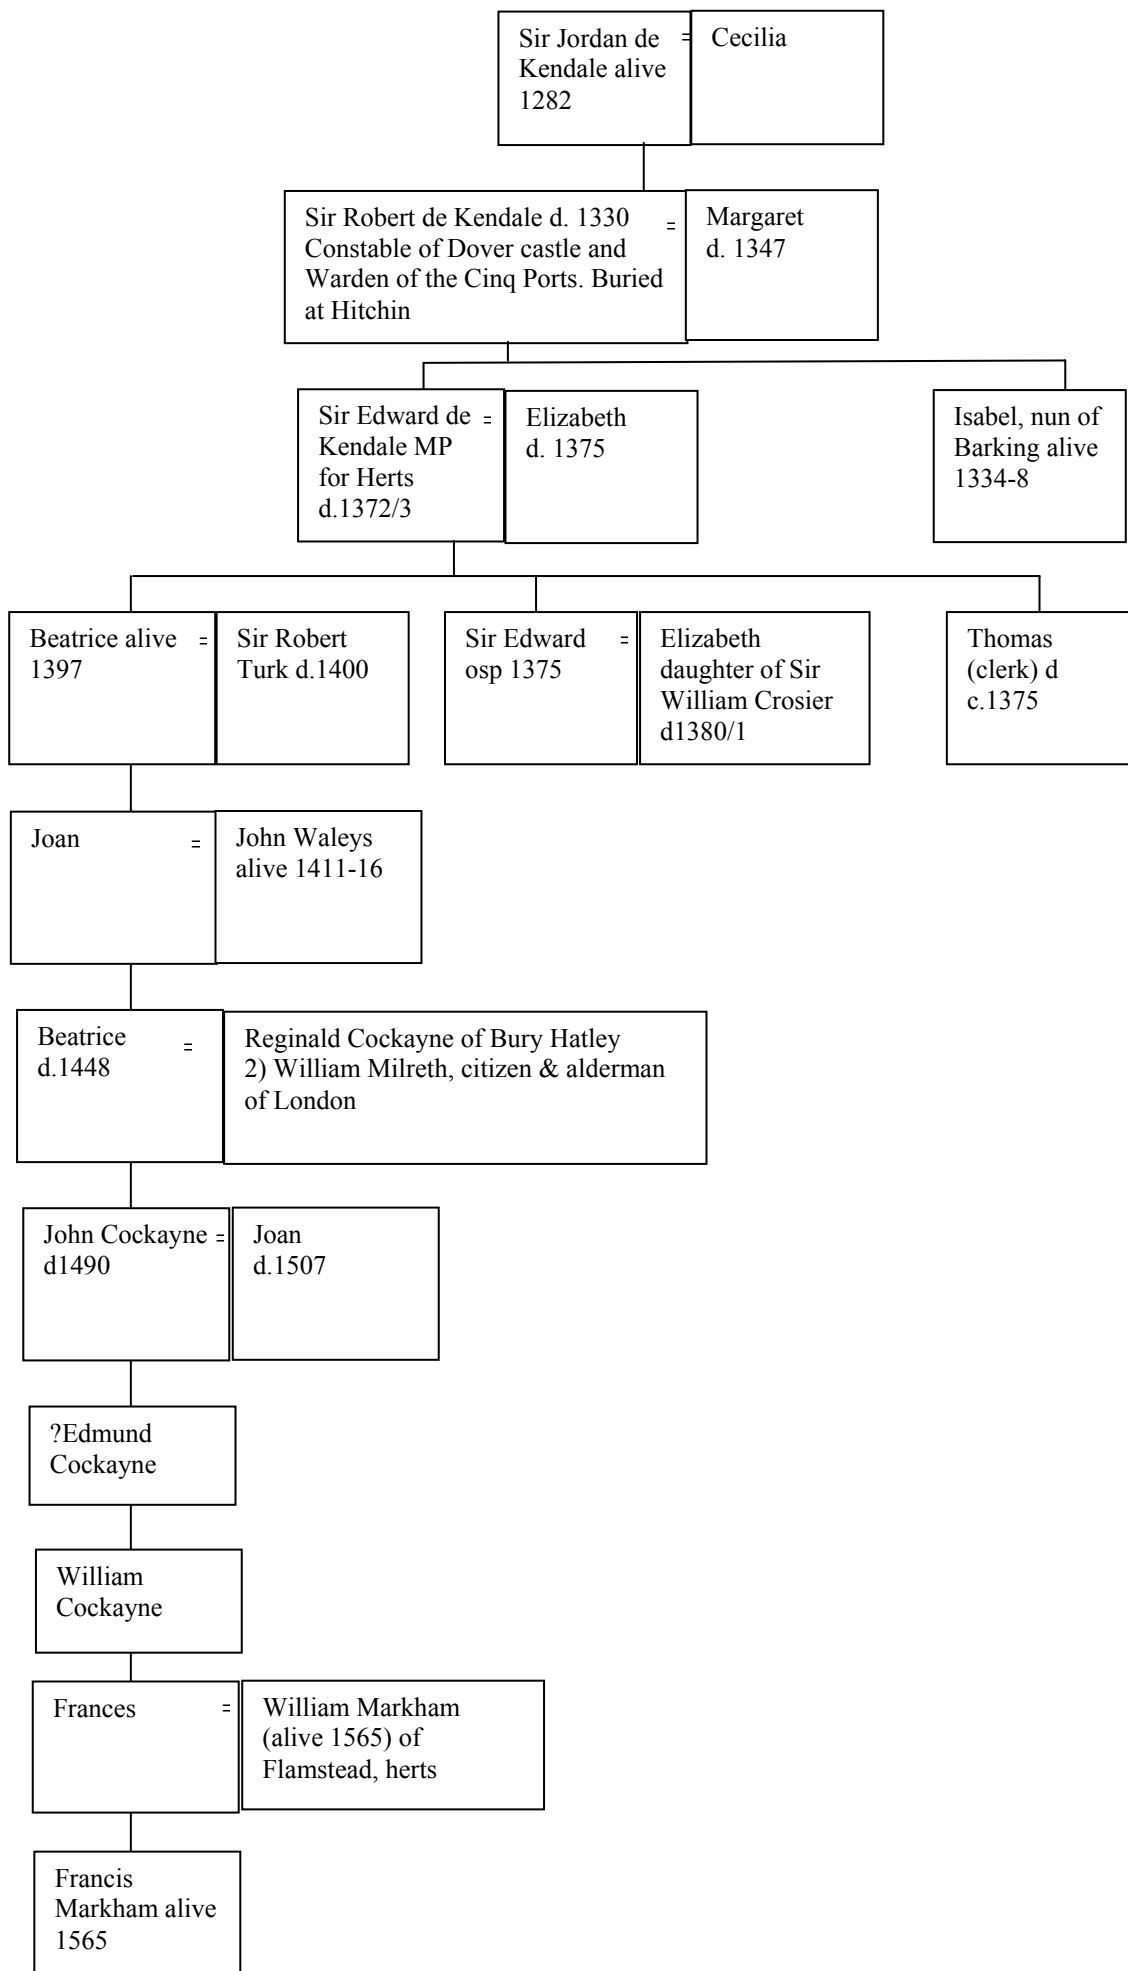 Sir Jordan de
Kendale alive
1282
=
Cecilia
Sir Robert de Kendale d. 1330
Constable of Dover castle and
Warden of the Cinq Ports. Buried
at Hitchin
=
Margaret
d. 1347
Sir Edward de
Kendale MP
for Herts
d.1372/3
=
Elizabeth
d. 1375
Isabel, nun of
Barking alive
1334-8
Beatrice alive
1397
=
Sir Robert
Turk d.1400
Sir Edward
osp 1375
=
Elizabeth
daughter of Sir
William Crosier
d1380/1
Thomas
(clerk) d
c.1375
Joan
=
John Waleys
alive 1411-16
Beatrice
d.1448
=
Reginald Cockayne of Bury Hatley
2) William Milreth, citizen & alderman
of London
John Cockayne
d1490
=
Joan
d.1507
?Edmund
Cockayne
William
Cockayne
Frances
=
William Markham
(alive 1565) of
Flamstead, herts
Francis
Markham alive
1565